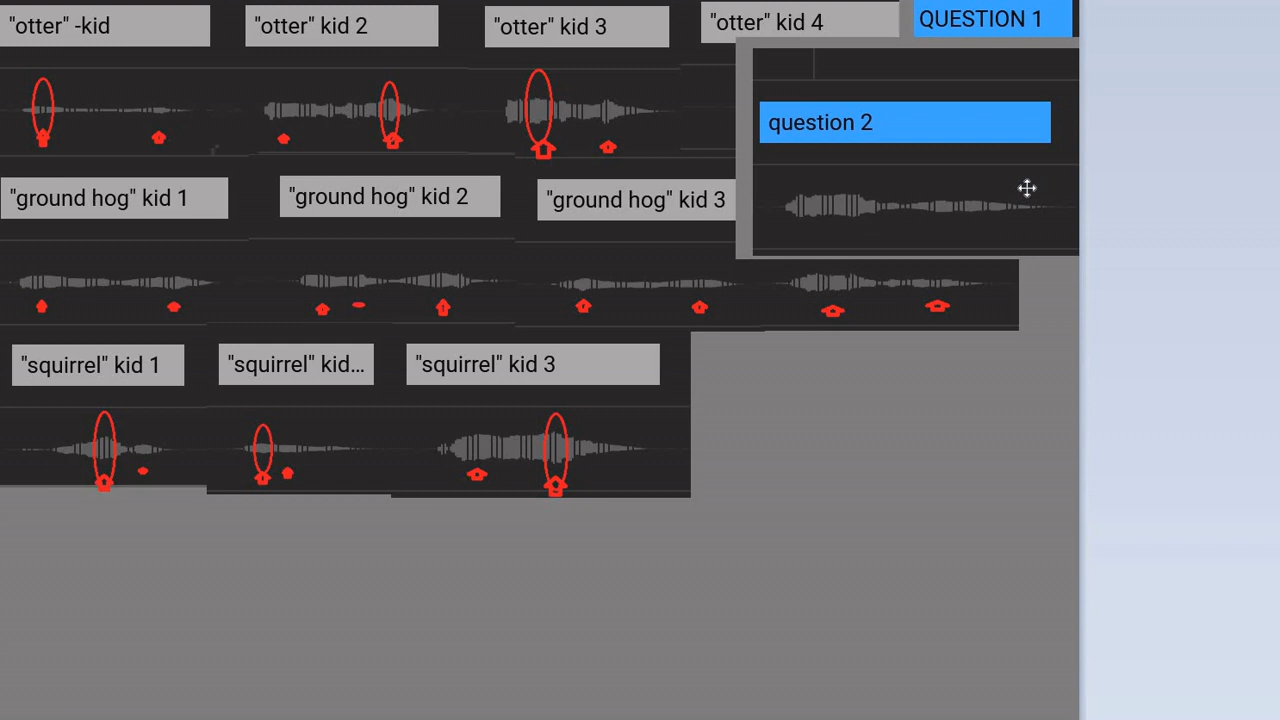 "otter" -kid
"otter" kid 2
"otter" kid 3
"otter" kid 4
QUESTION 1
question 2
"ground hog" kid 1
"ground hog" kid 2
"ground hog" kid 3
"squirrel" kid 1
"squirrel" kid...
"squirrel" kid 3